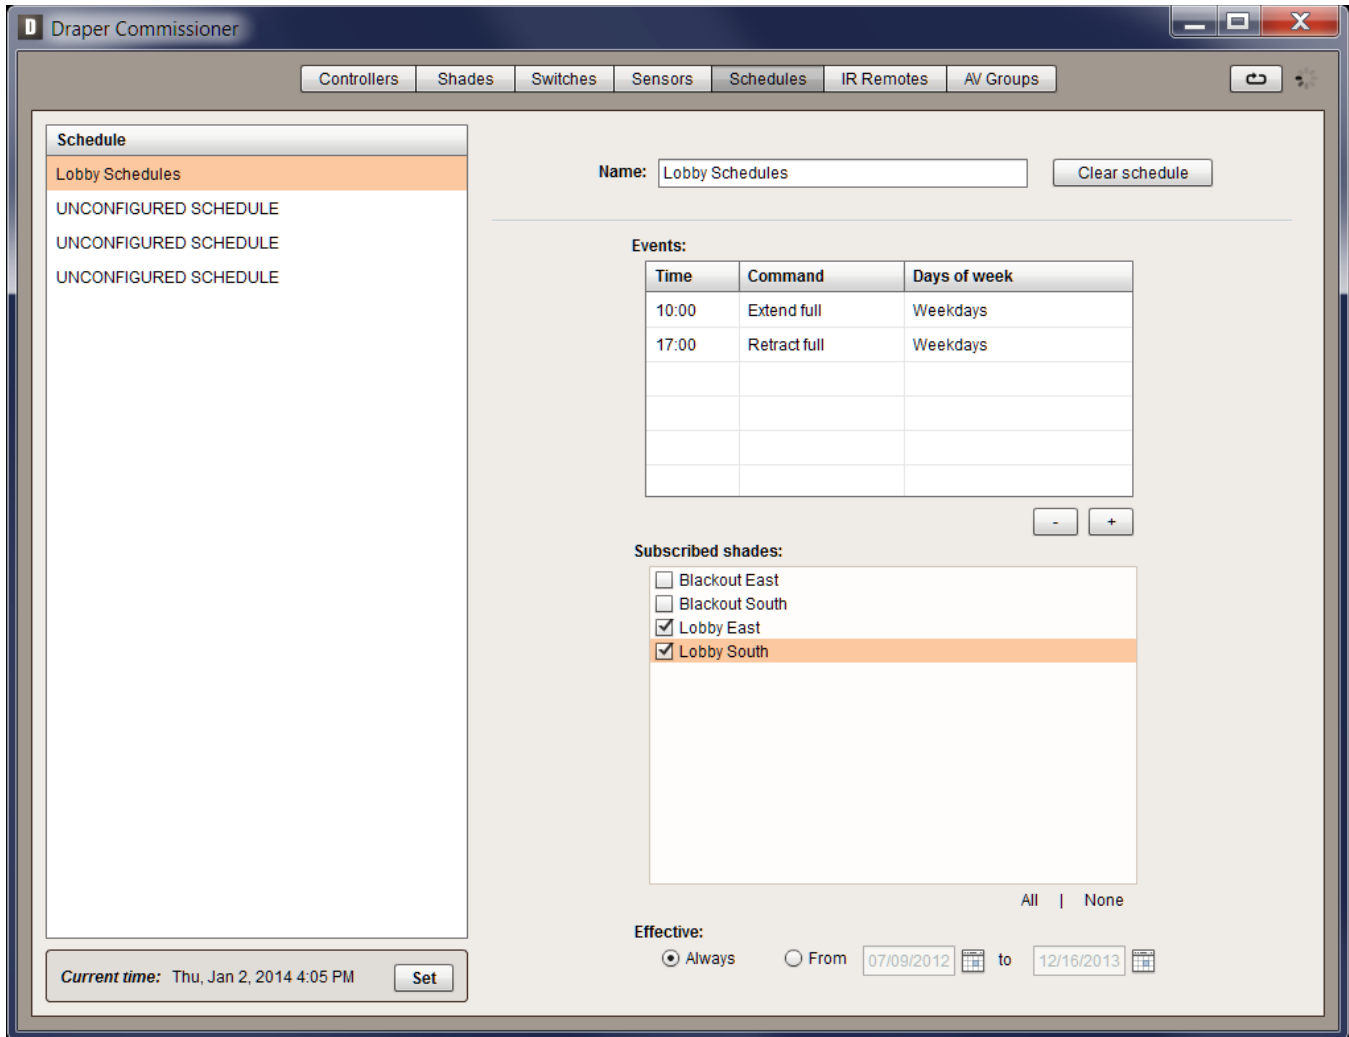 D Draper Commissioner
Controllers Shades Switches Sensors Schedules IR Remotes AV Groups
Schedule
Lobby Schedules
UNCONFIGURED SCHEDULE
UNCONFIGURED SCHEDULE
UNCONFIGURED SCHEDULE
Name: Lobby Schedules Clear schedule
Events:
Time Command Days of week
10:00 Extend full Weekdays
17:00 Retract full Weekdays
- +
Subscribed shades:
Blackout East
Blackout South
Lobby East
Lobby South
All | None
Effective:
Always From 07/09/2012 to 12/16/2013
Current time: Thu, Jan 2, 2014 4:05 PM Set